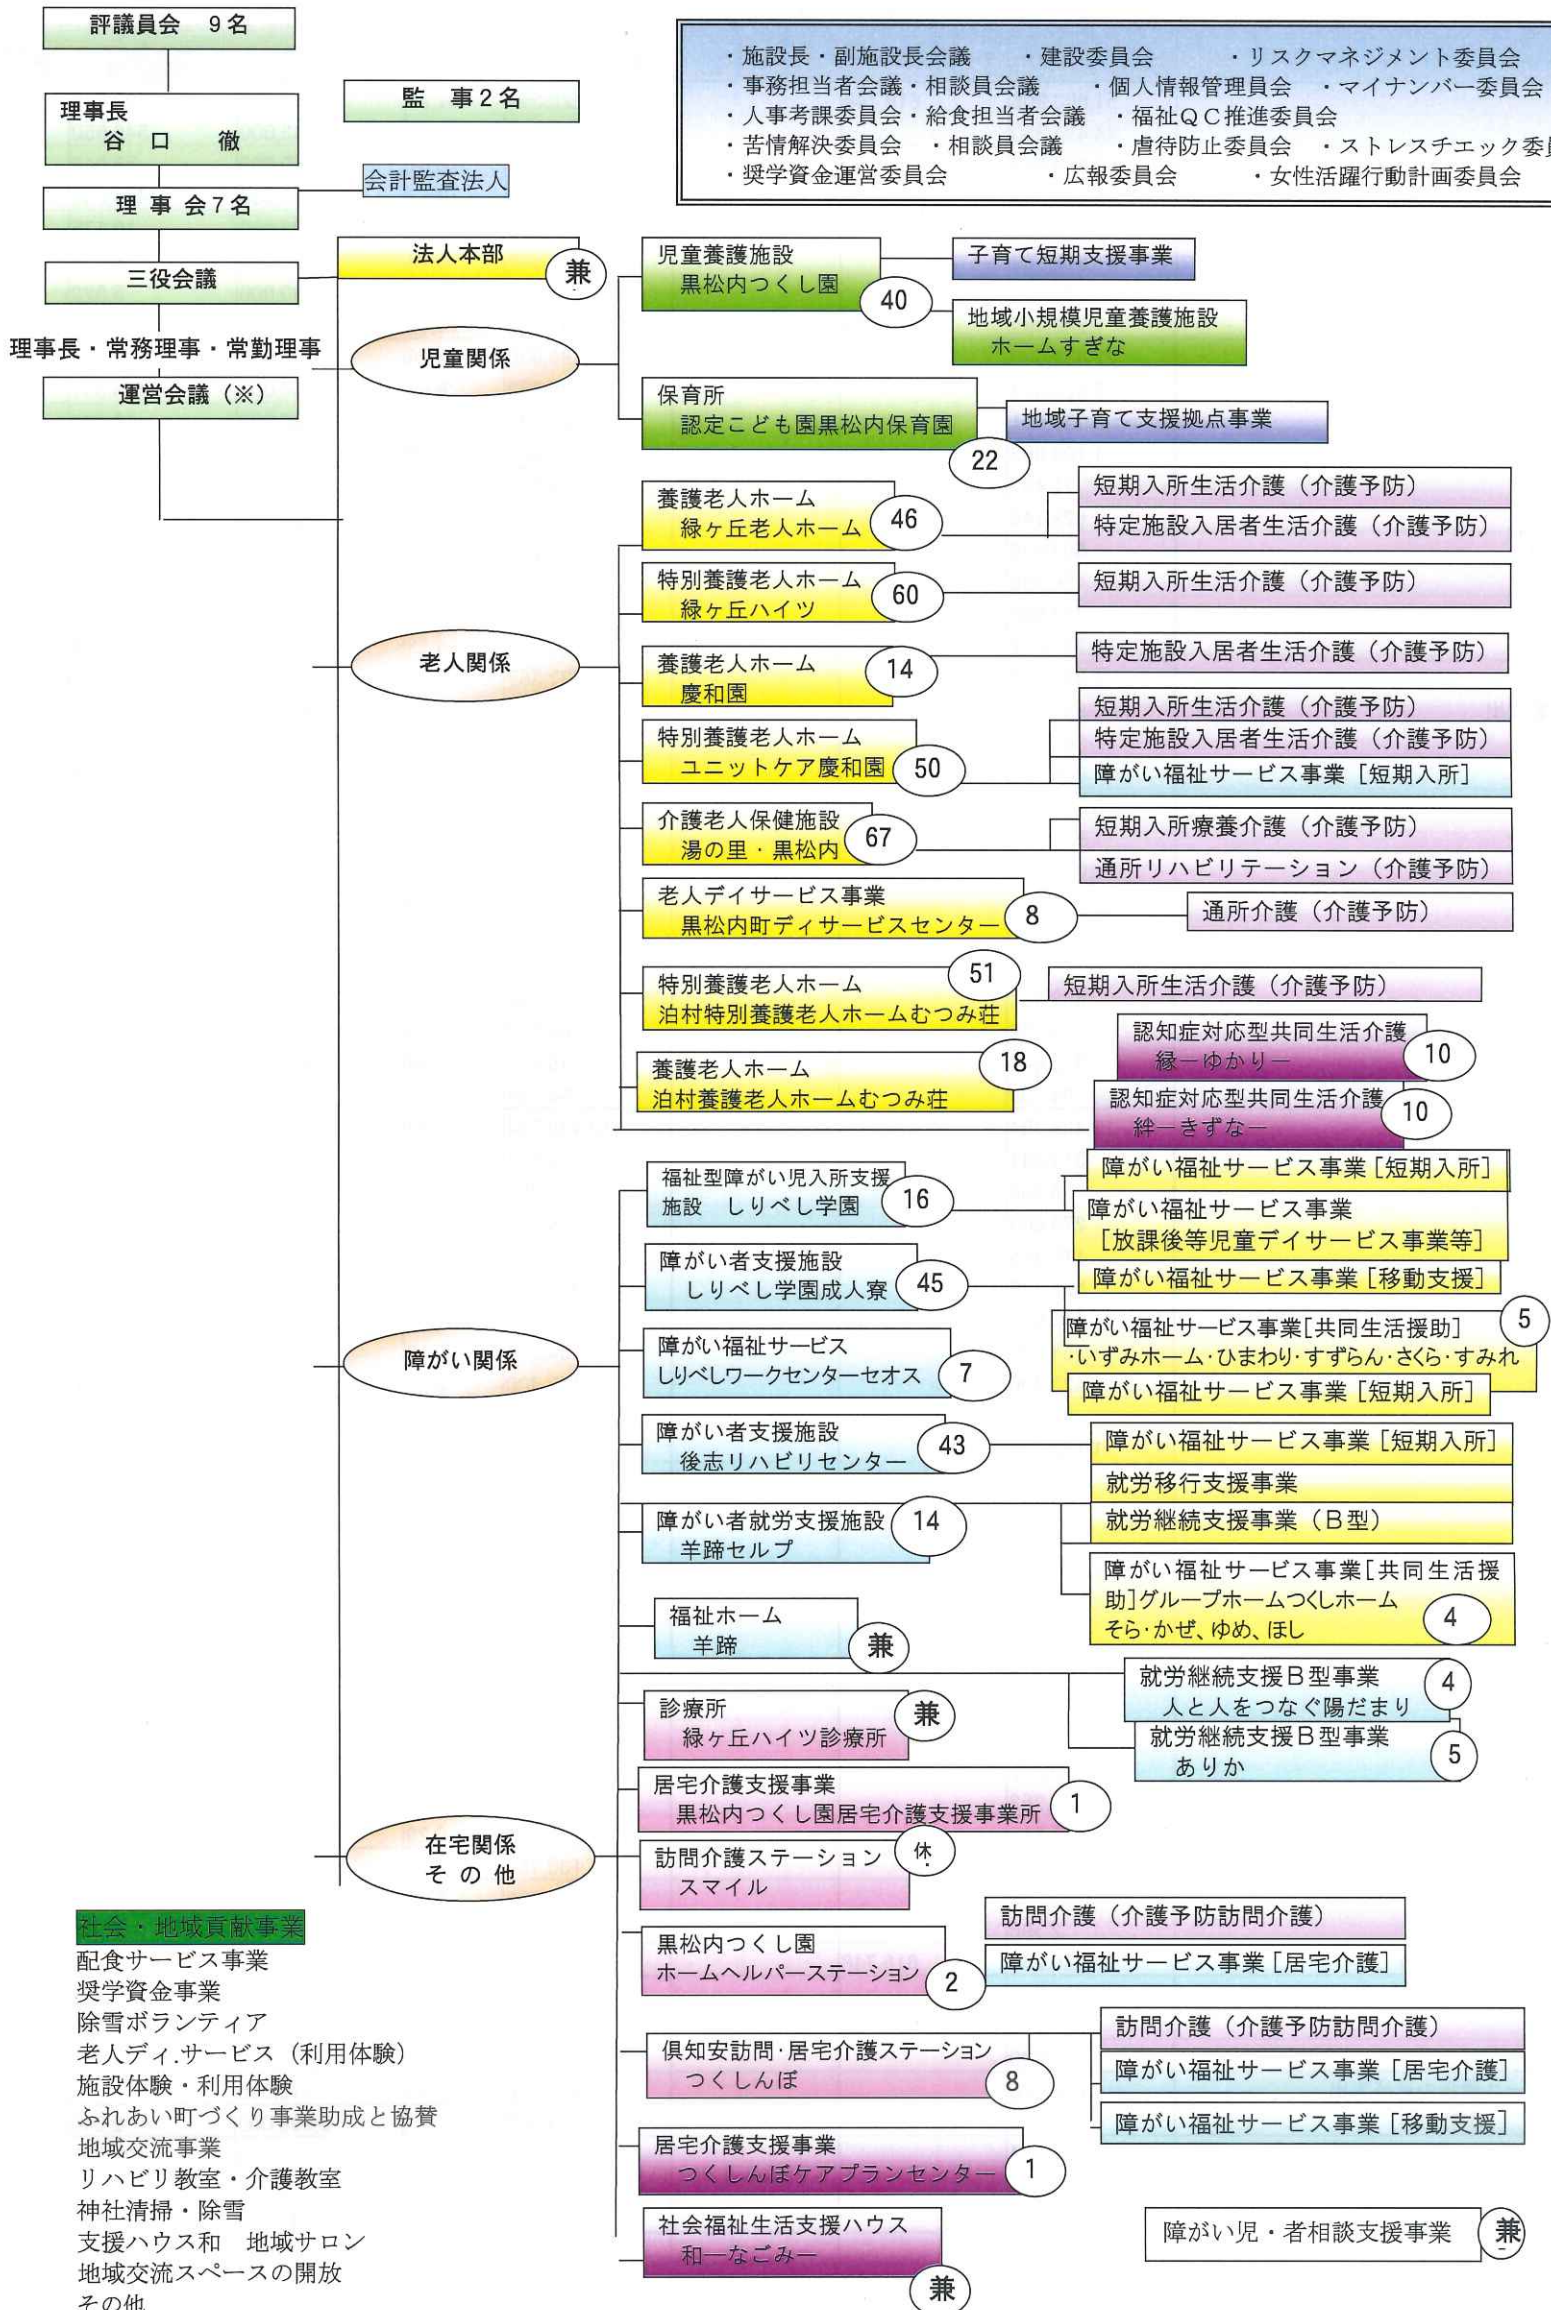 評議員会　9名
理事長
谷　口　　徹
監　事2名
会計監査法人
理　事　会7名
三役会議
理事長・常務理事・常勤理事
運営会議（※）
・施設長・副施設長会議　　・建設委員会　　　・リスクマネジメント委員会
・事務担当者会議・相談員会議　　・個人情報管理員会　・マイナンバー委員会
・人事考課委員会・給食担当者会議　・福祉QC推進委員会
・苦情解決委員会　・相談員会議　　・虐待防止委員会　・ストレスチエック委
・奨学資金運営委員会　　　　・広報委員会　　　・女性活躍行動計画委員会
法人本部
兼
児童関係
児童養護施設
黒松内つくし園
40
子育て短期支援事業
地域小規模児童養護施設
ホームすぎな
保育所
認定こども園黒松内保育園
22
地域子育て支援拠点事業
老人関係
養護老人ホーム
緑ヶ丘老人ホーム
46
短期入所生活介護（介護予防）
特定施設入居者生活介護（介護予防）
特別養護老人ホーム
緑ヶ丘ハイツ
60
短期入所生活介護（介護予防）
養護老人ホーム
慶和園
14
特定施設入居者生活介護（介護予防）
特別養護老人ホーム
ユニットケア慶和園
50
短期入所生活介護（介護予防）
特定施設入居者生活介護（介護予防）
障がい福祉サービス事業［短期入所］
介護老人保健施設
湯の里・黒松内
67
短期入所療養介護（介護予防）
通所リハビリテーション（介護予防）
老人デイサービス事業
黒松内町ディサービスセンター
8
通所介護（介護予防）
特別養護老人ホーム
泊村特別養護老人ホームむつみ荘
51
短期入所生活介護（介護予防）
養護老人ホーム
泊村養護老人ホームむつみ荘
18
認知症対応型共同生活介護
縁―ゆかり―
10
認知症対応型共同生活介護
絆―きずな―
10
障がい関係
福祉型障がい児入所支援
施設　しりべし学園
16
障がい福祉サービス事業［短期入所］
障がい福祉サービス事業
［放課後等児童デイサービス事業等］
障がい者支援施設
しりべし学園成人寮
45
障がい福祉サービス事業［移動支援］
障がい福祉サービス事業［共同生活援助］
・いずみホーム・ひまわり・すずらん・さくら・すみれ
5
障がい福祉サービス事業［短期入所］
障がい福祉サービス
しりべしワークセンターセオス
7
障がい者支援施設
後志リハビリセンター
43
障がい福祉サービス事業［短期入所］
就労移行支援事業
就労継続支援事業（B型）
障がい者就労支援施設
羊蹄セルプ
14
障がい福祉サービス事業［共同生活援
助］グループホームつくしホーム
そら・かぜ、ゆめ、ほし
4
福祉ホーム
羊蹄
兼
就労継続支援B型事業
人と人をつなぐ陽だまり
4
就労継続支援B型事業
ありか
5
在宅関係
そ の 他
診療所
緑ヶ丘ハイツ診療所
兼
居宅介護支援事業
黒松内つくし園居宅介護支援事業所
1
訪問介護ステーション
スマイル
休
黒松内つくし園
ホームヘルパーステーション
2
訪問介護（介護予防訪問介護）
障がい福祉サービス事業［居宅介護］
倶知安訪問・居宅介護ステーション
つくしんぼ
8
訪問介護（介護予防訪問介護）
障がい福祉サービス事業［居宅介護］
障がい福祉サービス事業［移動支援］
居宅介護支援事業
つくしんぼケアプランセンター
1
社会福祉生活支援ハウス
和―なごみ―
兼
障がい児・者相談支援事業
兼
社会・地域貢献事業
配食サービス事業
奨学資金事業
除雪ボランティア
老人ディ.サービス（利用体験）
施設体験・利用体験
ふれあい町づくり事業助成と協賛
地域交流事業
リハビリ教室・介護教室
神社清掃・除雪
支援ハウス和　地域サロン
地域交流スペースの開放
その他